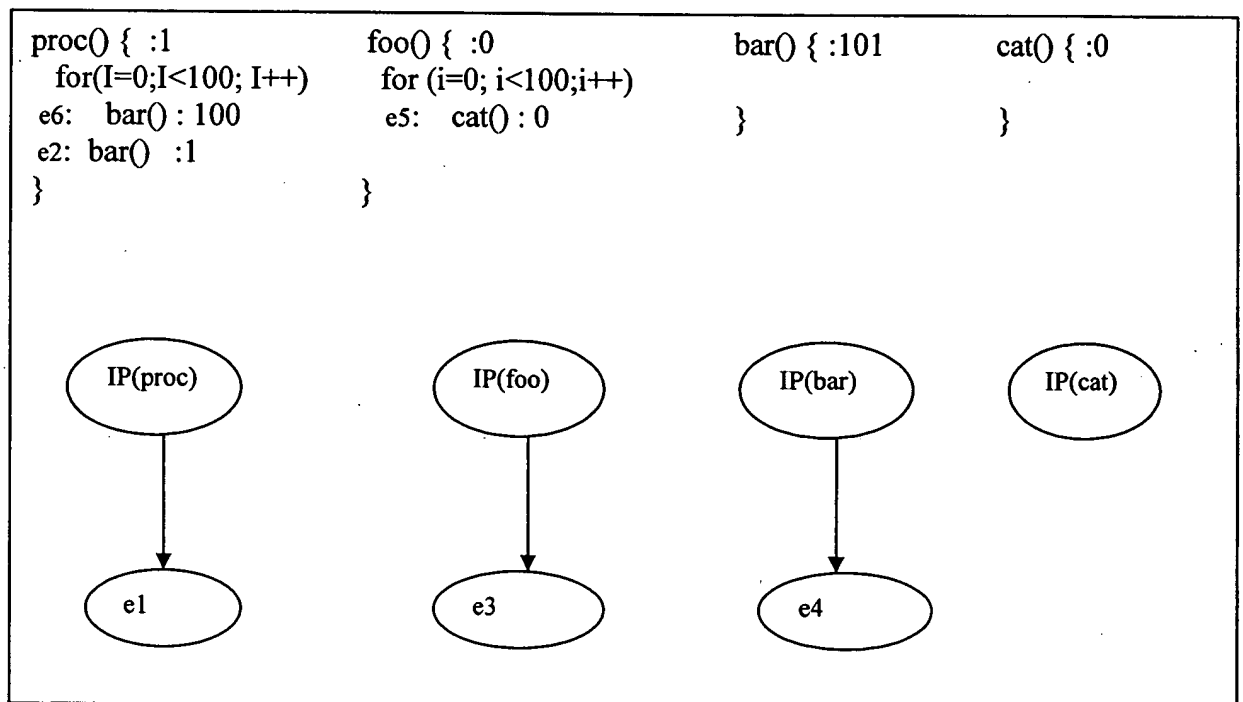 proc() { :1
for(I=0;I<100; I++)
e6: bar() : 100
e2: bar() :1
}
foo() { :0
for (i=0; i<100;i++)
e5: cat() : 0
}
bar() { :101
}
cat() { :0
}
IP(proc)
IP(foo)
IP(bar)
IP(cat)
e1
e3
e4